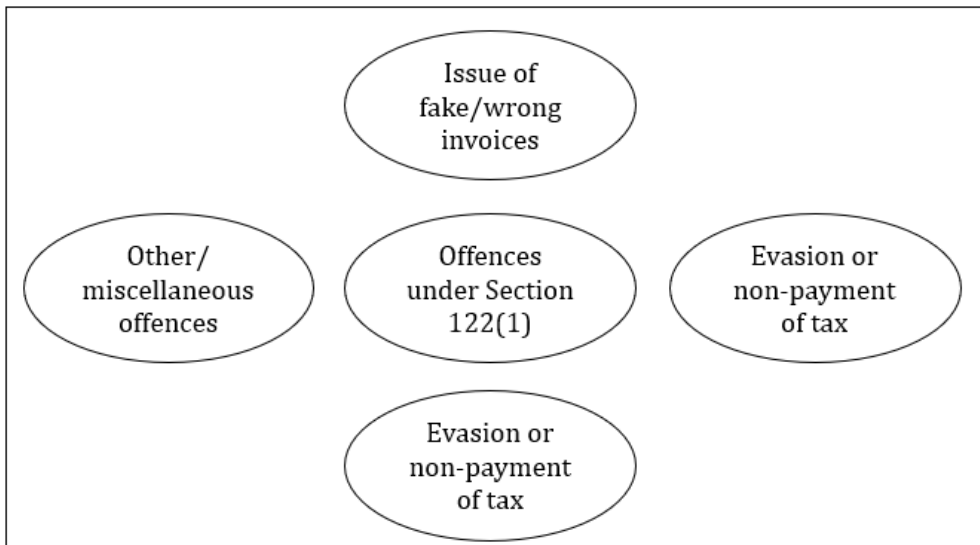 Issue of
fake/wrong
invoices
Other/
miscellaneous
offences
Offences
under Section
122(1)
Evasion or
non-payment
of tax
Evasion or
non-payment
of tax